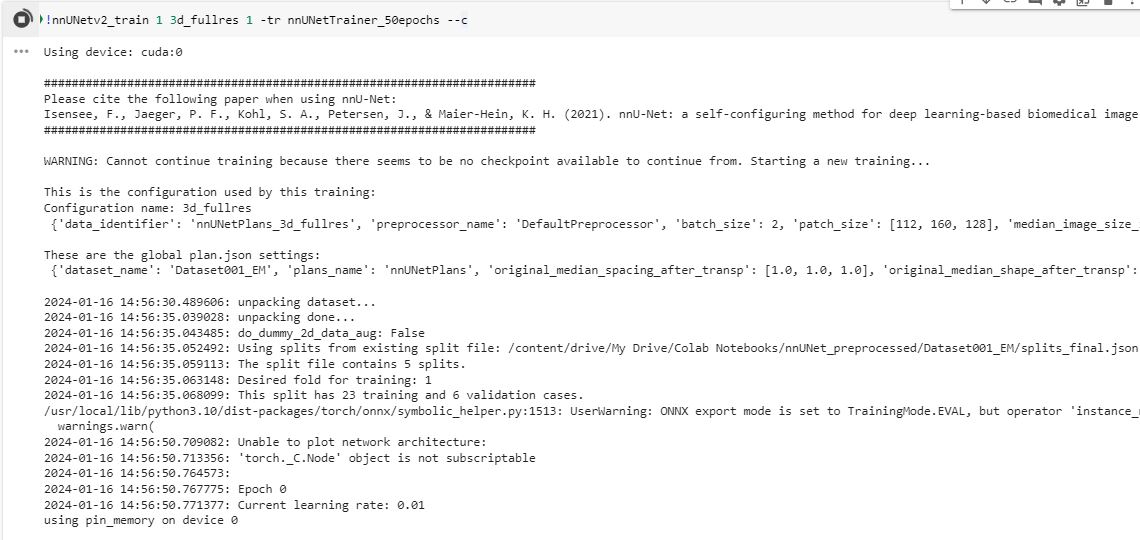 !nnUNetv2_train 1 3d_fullres 1 -tr nnUNetTrainer_50epochs --c
Using device: cuda:0
#######################################################################
Please cite the following paper when using nnU-Net:
Isensee, F., Jaeger, P. F., Kohl, S. A., Petersen, J., & Maier-Hein, K. H. (2021). nnU-Net: a self-configuring method for deep learning-based biomedical image
#######################################################################
WARNING: Cannot continue training because there seems to be no checkpoint available to continue from. Starting a new training...
This is the configuration used by this training:
Configuration name: 3d_fullres
{'data_identifier': 'nnUNetPlans_3d_fullres', 'preprocessor_name': 'DefaultPreprocessor', 'batch_size': 2, 'patch_size': [112, 160, 128], 'median_image_size_
These are the global plan.json settings:
{'dataset_name': 'Dataset001_EM', 'plans_name': 'nnUNetPlans', 'original_median_spacing_after_transp': [1.0, 1.0, 1.0], 'original_median_shape_after_transp':
2024-01-16 14:56:30.489606: unpacking dataset...
2024-01-16 14:56:35.039028: unpacking done...
2024-01-16 14:56:35.043485: do_dummy_2d_data_aug: False
2024-01-16 14:56:35.052492: Using splits from existing split file: /content/drive/My Drive/Colab Notebooks/nnUNet_preprocessed/Dataset001_EM/splits_final.json
2024-01-16 14:56:35.059113: The split file contains 5 splits.
2024-01-16 14:56:35.063148: Desired fold for training: 1
2024-01-16 14:56:35.068099: This split has 23 training and 6 validation cases.
/usr/local/lib/python3.10/dist-packages/torch/onnx/symbolic_helper.py:1513: UserWarning: ONNX export mode is set to TrainingMode.EVAL, but operator 'instance_
warnings.warn(
2024-01-16 14:56:50.709082: Unable to plot network architecture:
2024-01-16 14:56:50.713356: 'torch._C.Node' object is not subscriptable
2024-01-16 14:56:50.764573:
2024-01-16 14:56:50.767775: Epoch 0
2024-01-16 14:56:50.771377: Current learning rate: 0.01
using pin_memory on device 0